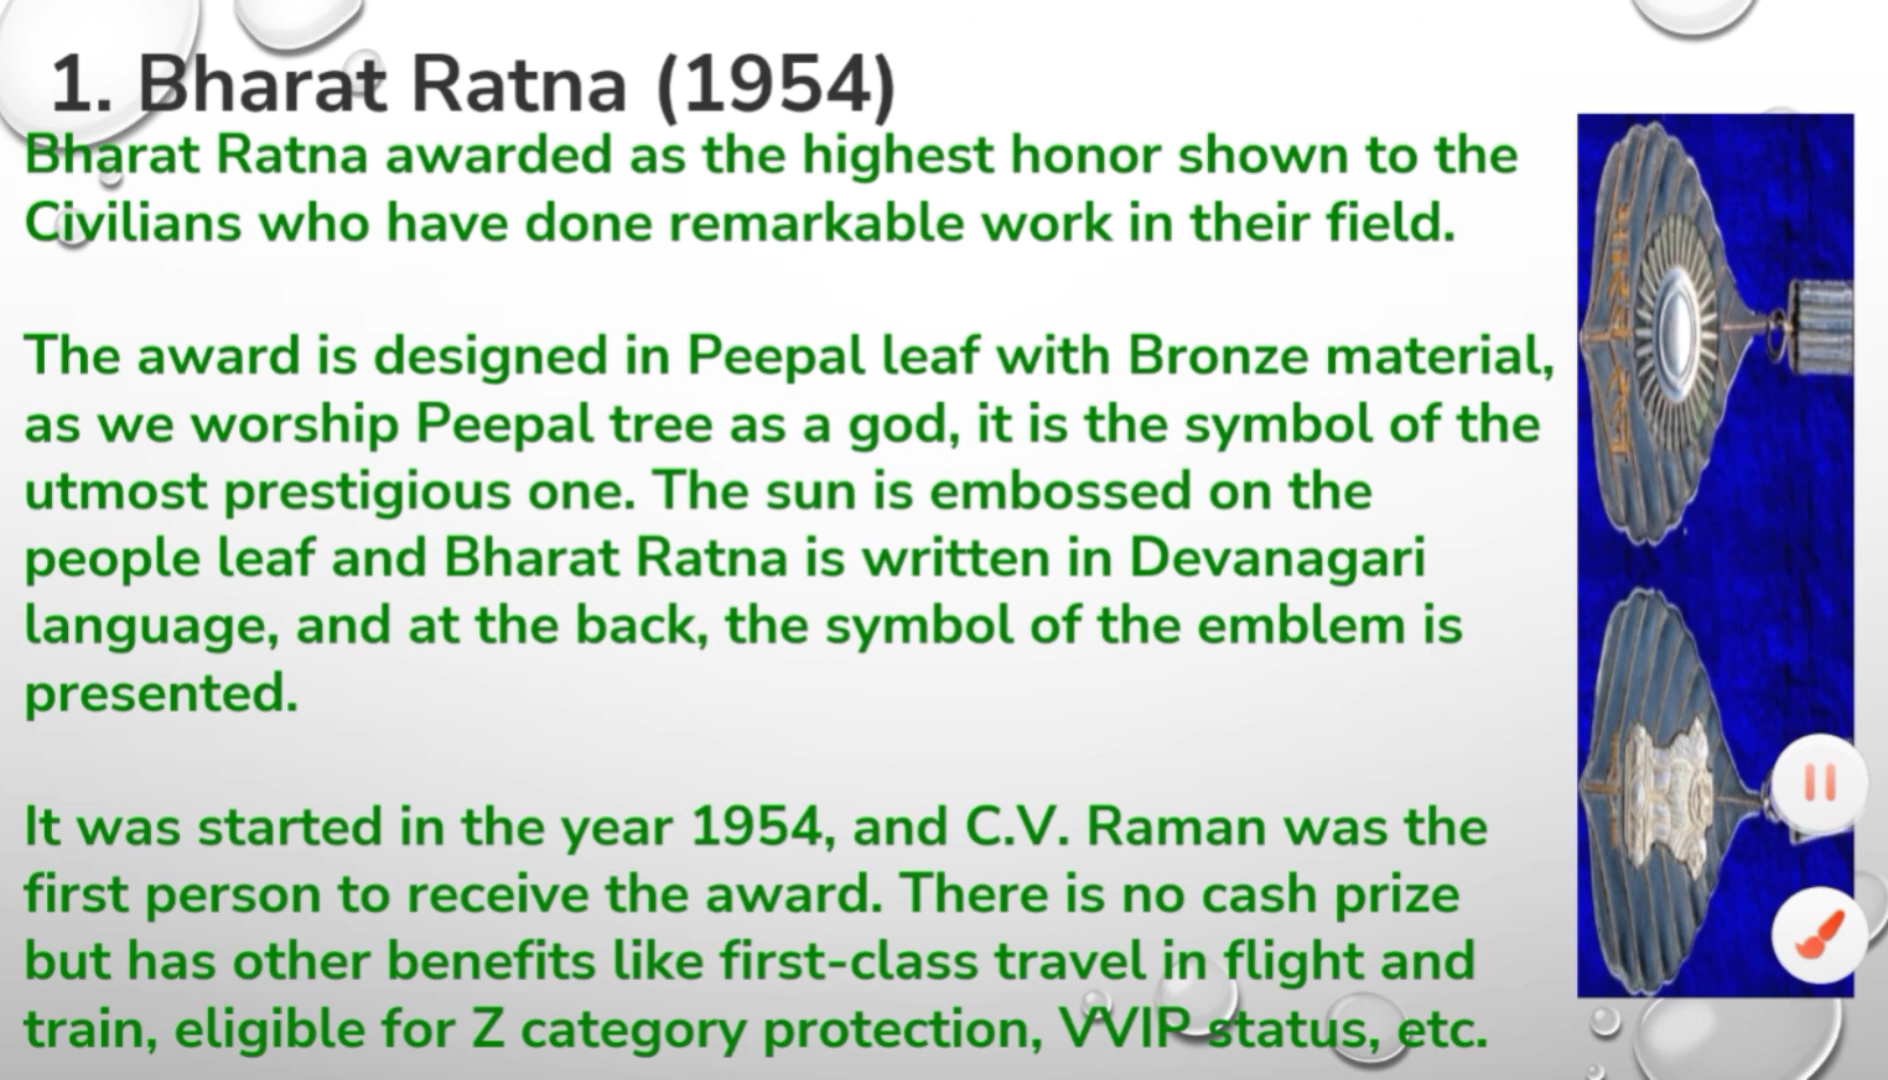 1. Bharat Ratna (1954)
Bharat Ratna awarded as the highest honor shown to the
Civilians who have done remarkable work in their field.
The award is designed in Peepal leaf with Bronze material,
as we worship Peepal tree as a god, it is the symbol of the
utmost prestigious one. The sun is embossed on the
people leaf and Bharat Ratna is written in Devanagari
language, and at the back, the symbol of the emblem is
presented.
It was started in the year 1954, and C.V. Raman was the
first person to receive the award. There is no cash prize
but has other benefits like first-class travel in flight and
train, eligible for Z category protection, VVIP status, etc.